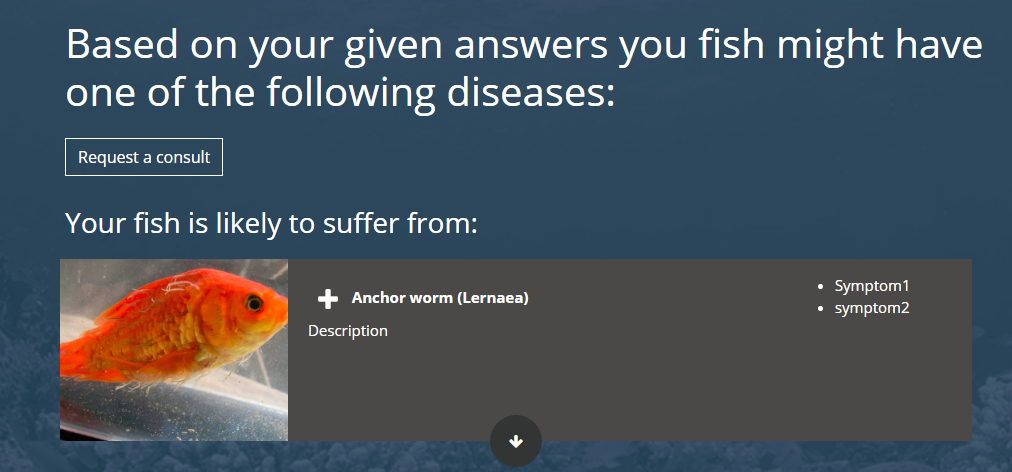 Based on your given answers you fish might have
one of the following diseases:
Request a consult
Your fish is likely to suffer from:
Anchor worm (Lernaea)
Description
Symptom1
symptom2